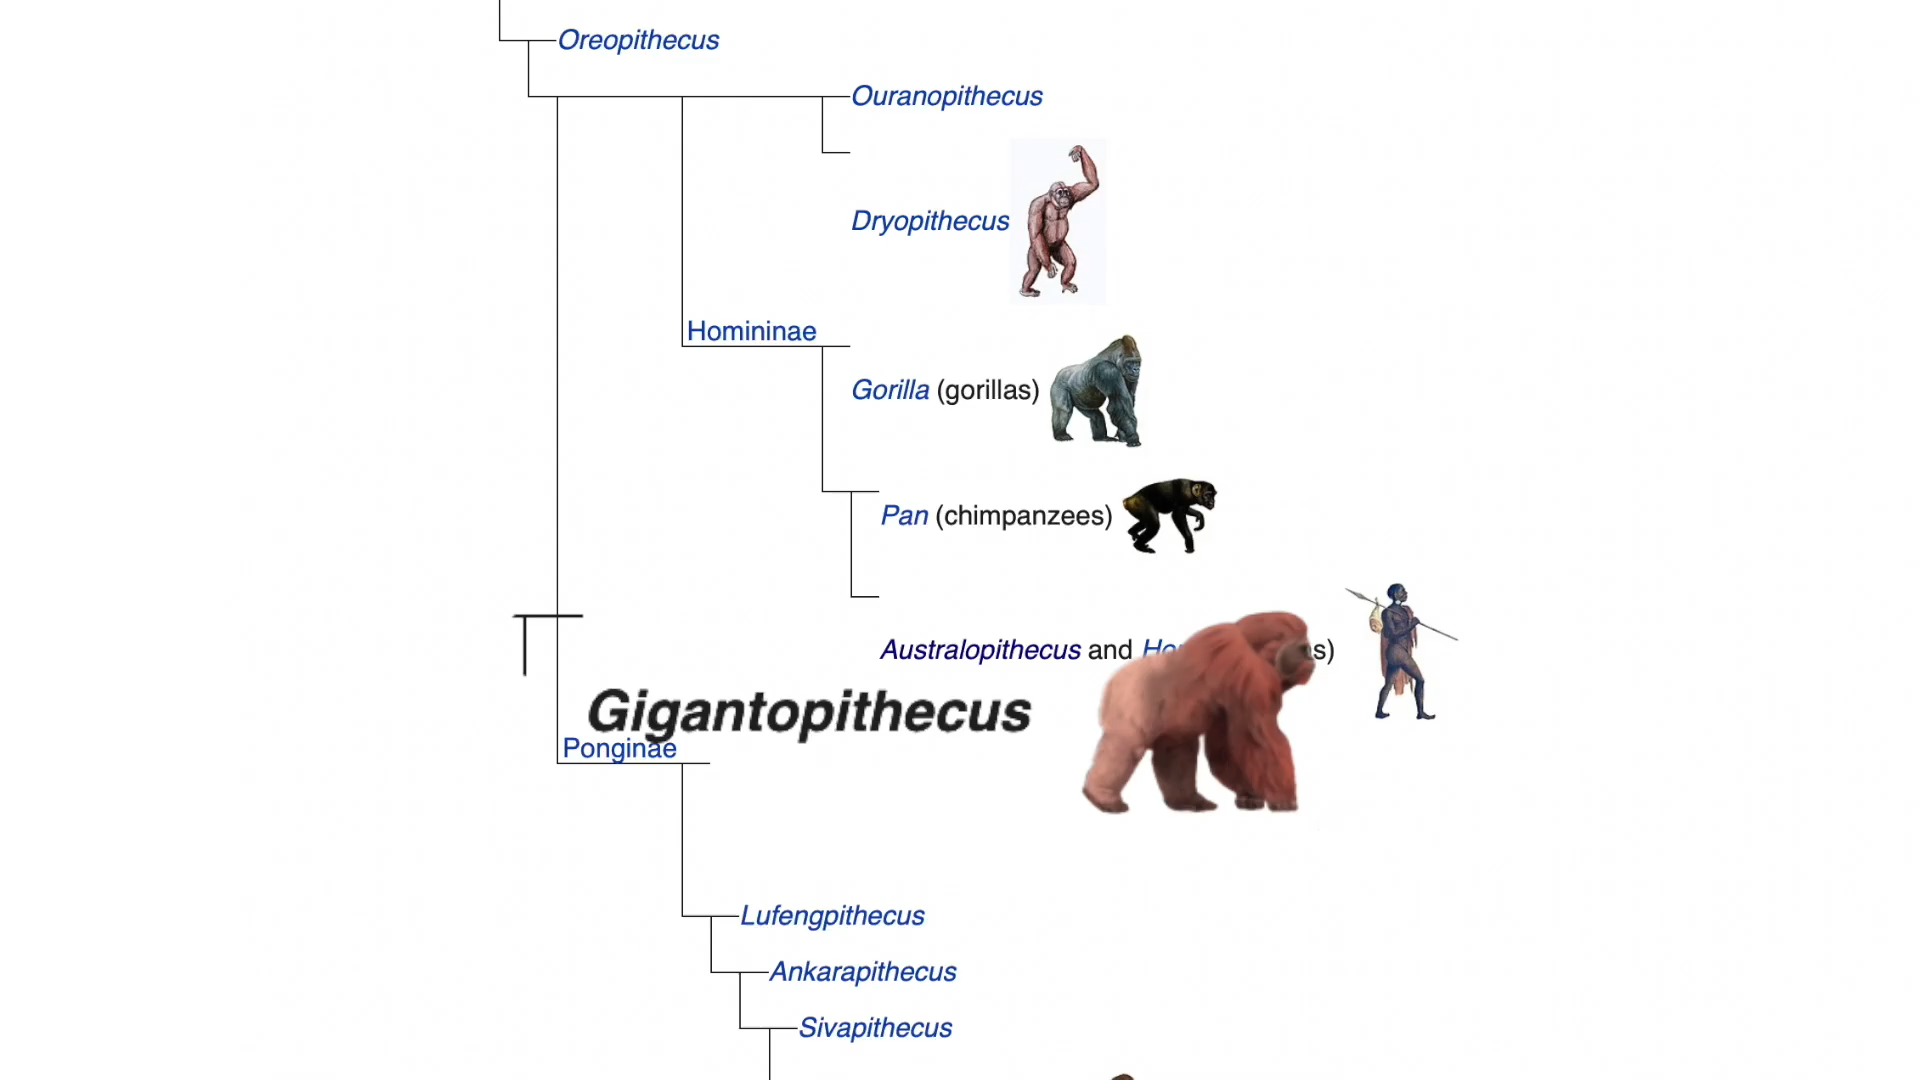 Oreopithecus
Ouranopithecus
Dryopithecus
Homininae
Gorilla (gorillas)
Pan (chimpanzees)
Australopithecus and
Gigantopithecus
Ponginae
Lufengpithecus
Ankarapithecus
Sivapithecus